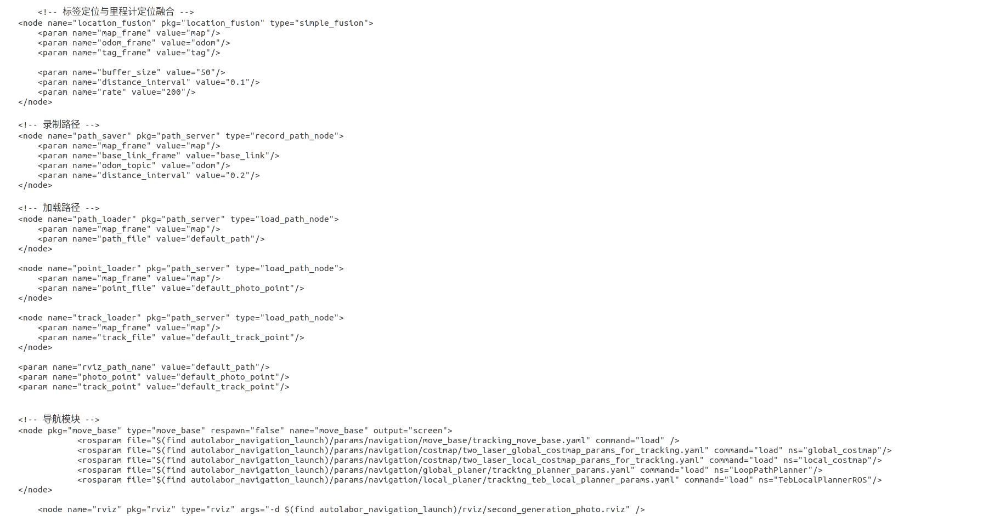 <!-- 标签定位与里程计定位融合 -->
<node name="location_fusion" pkg="location_fusion" type="simple_fusion">
<param name="map_frame" value="map"/>
<param name="odom_frame" value="odom"/>
<param name="tag_frame" value="tag"/>
<param name="buffer_size" value="50"/>
<param name="distance_interval" value="0.1"/>
<param name="rate" value="200"/>
</node>
<!-- 录制路径 -->
<node name="path_saver" pkg="path_server" type="record_path_node">
<param name="map_frame" value="map"/>
<param name="base_link_frame" value="base_link"/>
<param name="odom_topic" value="odom"/>
<param name="distance_interval" value="0.2"/>
</node>
<!-- 加载路径 -->
<node name="path_loader" pkg="path_server" type="load_path_node">
<param name="map_frame" value="map"/>
<param name="path_file" value="default_path"/>
</node>
<node name="point_loader" pkg="path_server" type="load_path_node">
<param name="map_frame" value="map"/>
<param name="point_file" value="default_photo_point"/>
</node>
<node name="track_loader" pkg="path_server" type="load_path_node">
<param name="map_frame" value="map"/>
<param name="track_file" value="default_track_point"/>
</node>
<param name="rviz_path_name" value="default_path"/>
<param name="photo_point" value="default_photo_point"/>
<param name="track_point" value="default_track_point"/>
<!-- 导航模块 -->
<node pkg="move_base" type="move_base" respawn="false" name="move_base" output="screen">
<rosparam file="$(find autolabor_navigation_launch)/params/navigation/move_base/tracking_move_base.yaml" command="load" />
<rosparam file="$(find autolabor_navigation_launch)/params/navigation/costmap/two_laser_global_costmap_params_for_tracking.yaml" command="load" ns="global_costmap"/>
<rosparam file="$(find autolabor_navigation_launch)/params/navigation/costmap/two_laser_local_costmap_params_for_tracking.yaml" command="load" ns="local_costmap"/>
<rosparam file="$(find autolabor_navigation_launch)/params/navigation/global_planer/tracking_planner_params.yaml" command="load" ns="LoopPathPlanner"/>
<rosparam file="$(find autolabor_navigation_launch)/params/navigation/local_planer/tracking_teb_local_planner_params.yaml" command="load" ns="TebLocalPlannerROS"/>
</node>
<node name="rviz" pkg="rviz" type="rviz" args="-d $(find autolabor_navigation_launch)/rviz/second_generation_photo.rviz" />